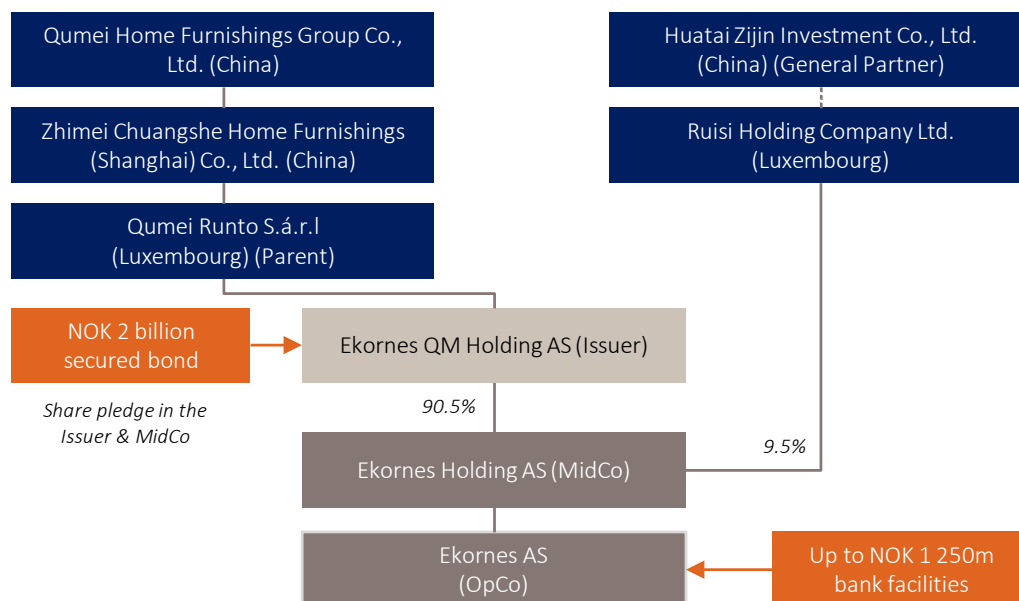 Qumei Home Furnishings Group Co.,
Ltd. (China)
Huatai Zijin Investment Co., Ltd.
(China) (General Partner)
Zhimei Chuangshe Home Furnishings
(Shanghai) Co., Ltd. (China)
Ruisi Holding Company Ltd.
(Luxembourg)
Qumei Runto S.á.r.l
(Luxembourg) (Parent)
NOK 2 billion
secured bond
Ekornes QM Holding AS (Issuer)
Share pledge in the
Issuer & MidCo
90.5%
9.5%
Ekornes Holding AS (MidCo)
Ekornes AS
(OpCo)
Up to NOK 1 250m
bank facilities